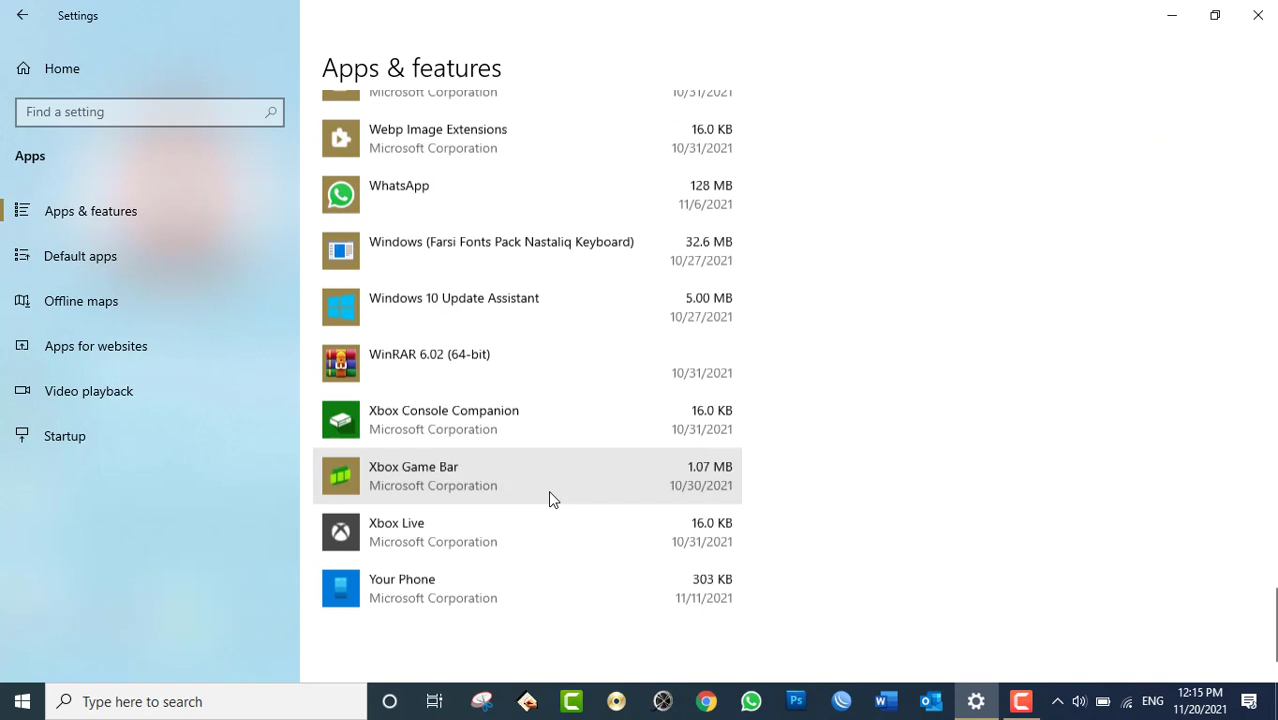 Settings
Home
Find a setting
Apps
Apps & features
Default apps
Offline maps
Apps for websites
Video playback
Startup
Apps & features
Microsoft Corporation 10/31/2021
Webp Image Extensions 16.0 KB
Microsoft Corporation 10/31/2021
WhatsApp 128 MB
11/6/2021
Windows (Farsi Fonts Pack Nastaliq Keyboard) 32.6 MB
10/27/2021
Windows 10 Update Assistant 5.00 MB
10/27/2021
WinRAR 6.02 (64-bit)
10/31/2021
Xbox Console Companion 16.0 KB
Microsoft Corporation 10/31/2021
Xbox Game Bar 1.07 MB
Microsoft Corporation 10/30/2021
Xbox Live 16.0 KB
Microsoft Corporation 10/31/2021
Your Phone 303 KB
Microsoft Corporation 11/11/2021
Type here to search
Ps
ENG
12:15 PM
11/20/2021